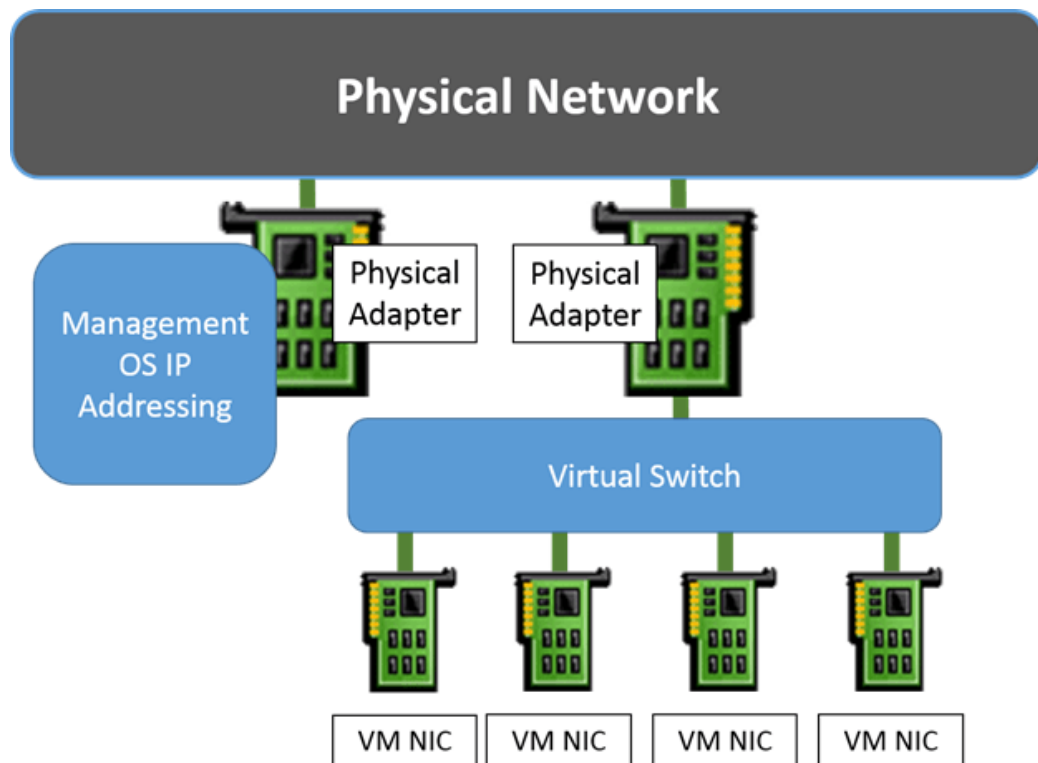 Physical Network
Physical
Adapter
Physical
Adapter
Management
OS IP
Addressing
Virtual Switch
VM NIC
VM NIC
VM NIC
VM NIC